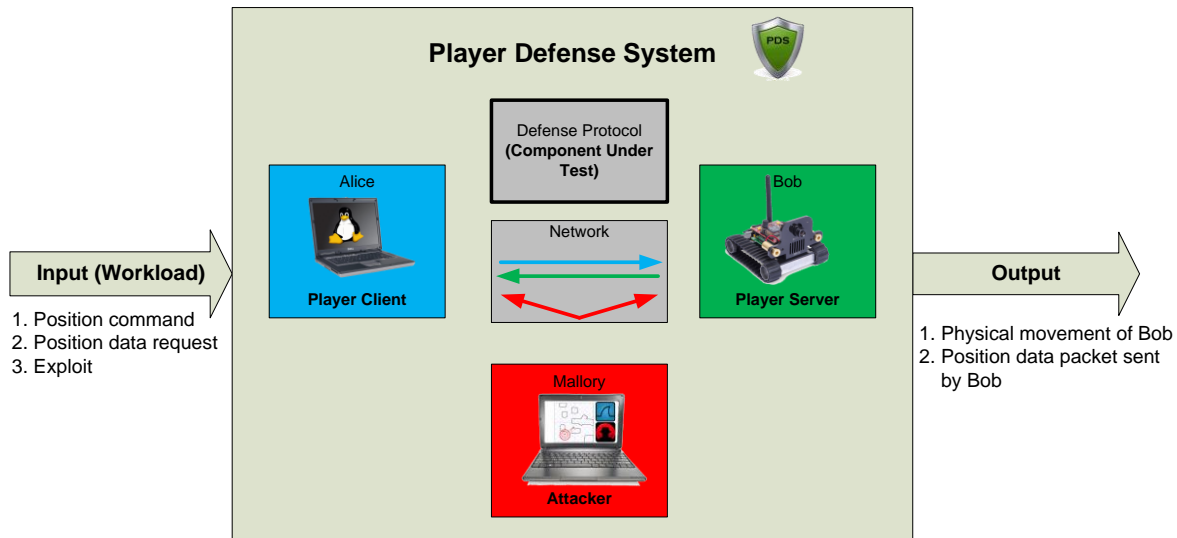 Player Defense System
PDS
Defense Protocol
(Component Under
Test)
Alice
Player Client
Network
Bob
Player Server
Mallory
Attacker
Input (Workload)
1. Position command
2. Position data request
3. Exploit
Output
1. Physical movement of Bob
2. Position data packet sent
by Bob